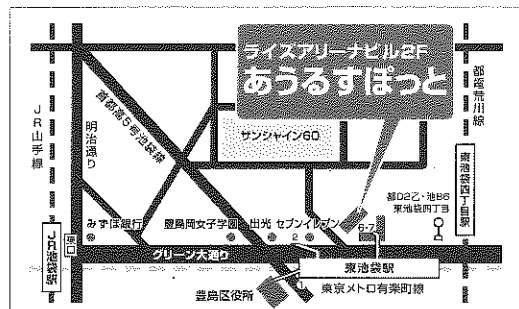 ライズアリーナビル2F
あうるすぽっと
JR山手線
首都高5号池袋線
明治通り
サンシャイン60
都電荒川線
東池袋四丁目駅
都02乙・池86
東池袋四丁目
みずほ銀行
豊島岡女子学園
出光
セブンイレブン
JR池袋駅
東口
グリーン大通り
2
6・7
東池袋駅
1
豊島区役所
東京メトロ有楽町線